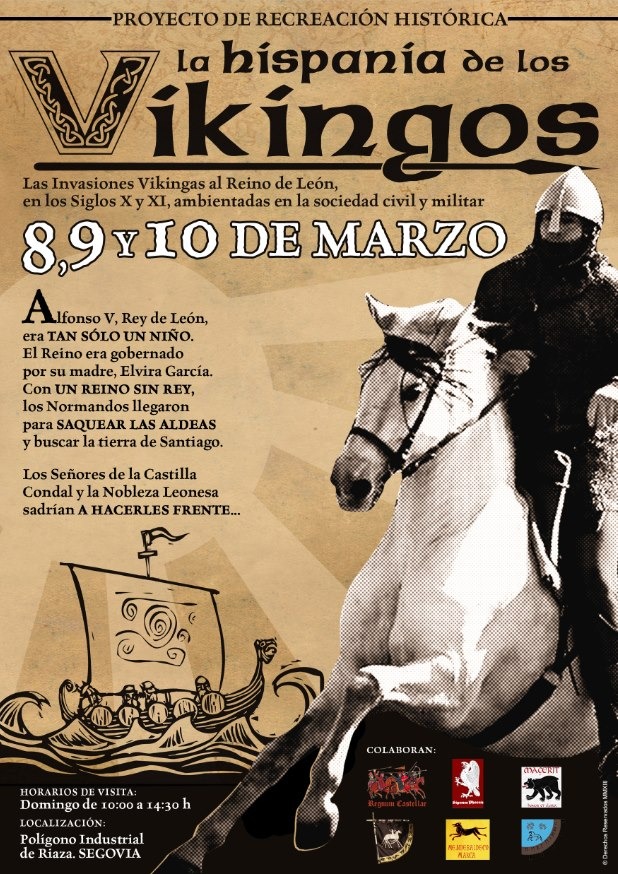 PROYECTO DE RECREACIÓN HISTÓRICA
la hispania de los
Vikingos
Las Invasiones Vikingas al Reino de León,
en los Siglos X y XI, ambientadas en la sociedad civil y militar
8, 9 Y 10 DE MARZO
Alfonso V, Rey de León,
era TAN SÓLO UN NIÑO.
El Reino era gobernado
por su madre, Elvira García.
Con UN REINO SIN REY,
los Normandos llegaron
para SAQUEAR LAS ALDEAS
y buscar la tierra de Santiago.
Los Señores de la Castilla
Condal y la Nobleza Leonesa
sadrían A HACERLES FRENTE...
HORARIOS DE VISITA:
Domingo de 10:00 a 14:30 h
LOCALIZACIÓN:
Polígono Industrial
de Riaza. SEGOVIA
COLABORAN:
Regnum Castellae
MAGERIT
© Derechos Reservados MMXIII